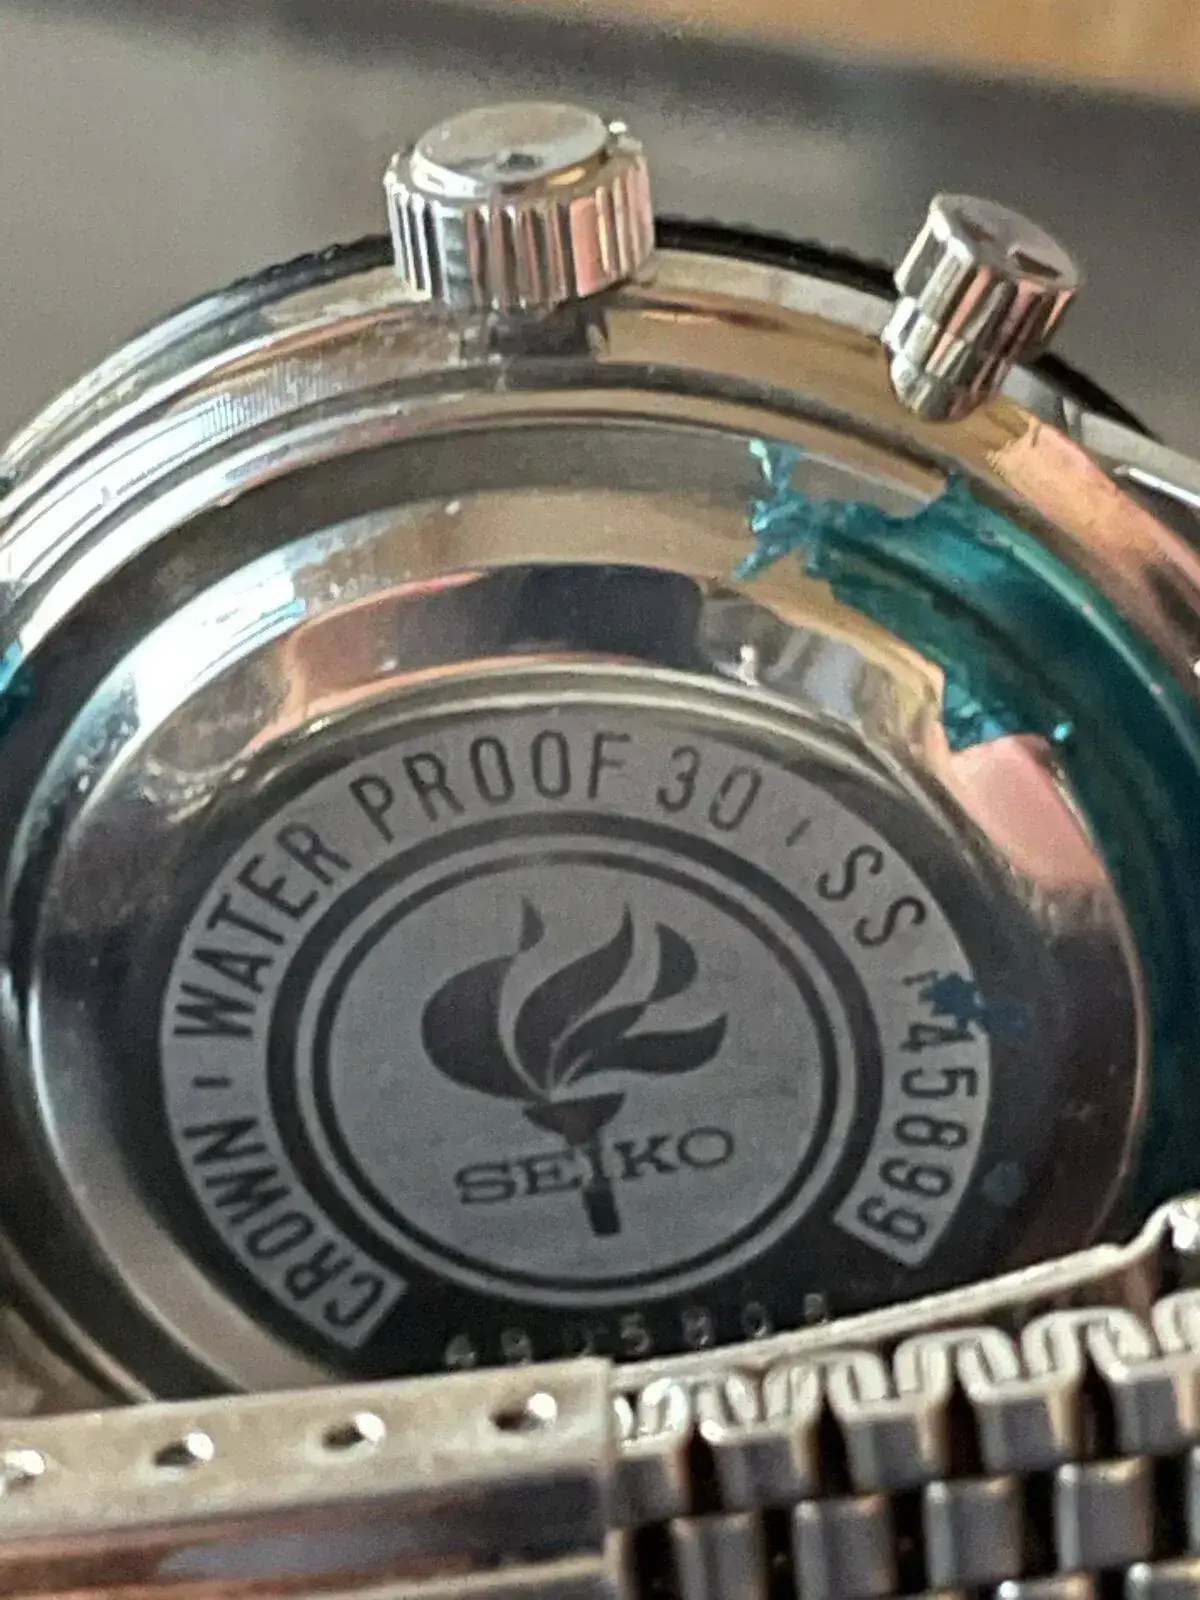 CROWN · WATER PROOF 30 · SS · 45899
SEIKO